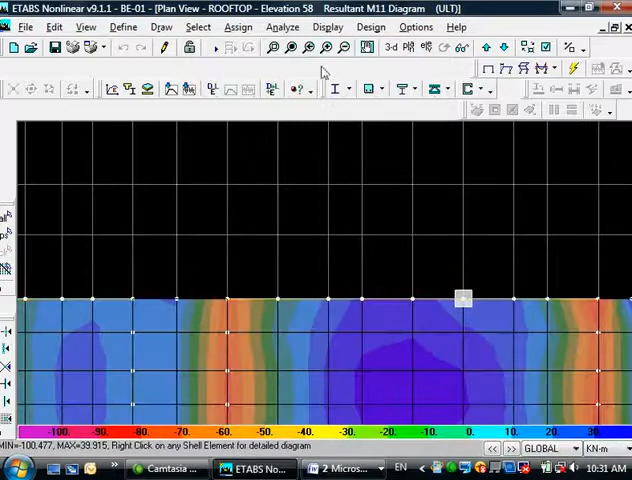 ETABS Nonlinear v9.1.1 - BE-01 - [Plan View - ROOFTOP - Elevation 58    Resultant M11 Diagram    (ULT)]
File Edit View Define Draw Select Assign Analyze Display Design Options Help
3-d
all
ps
-100. -90. -80. -70. -60. -50. -40. -30. -20. -10. 0. 10. 20. 30.
MIN=-100.477, MAX=39.915, Right Click on any Shell Element for detailed diagram
<< >> GLOBAL KN-m
Camtasia ... ETABS No... 2 Micros... EN 10:31 AM